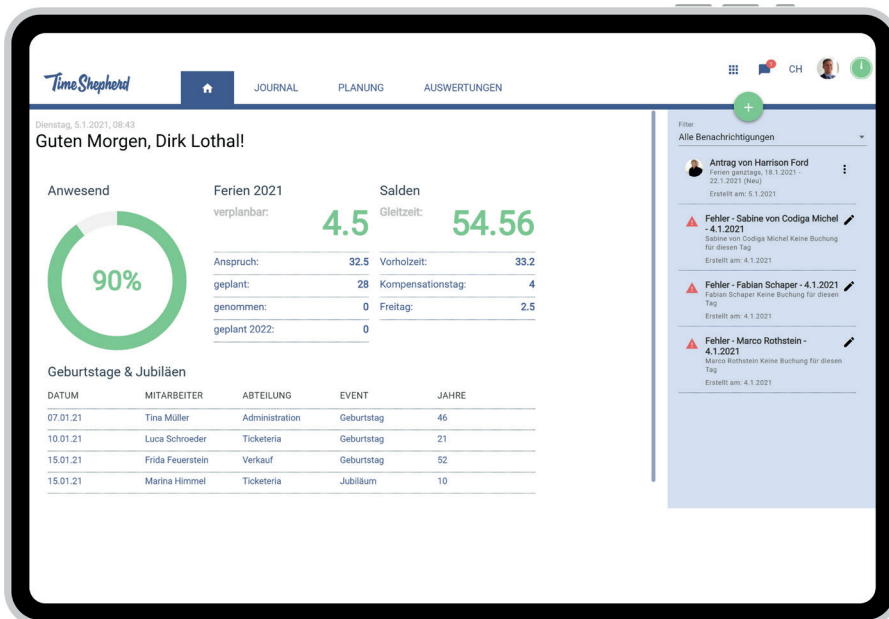 TimeShepherd
JOURNAL
PLANUNG
AUSWERTUNGEN
1
CH
Dienstag, 5.1.2021, 08:43
Guten Morgen, Dirk Lothal!
Anwesend
90%
Ferien 2021
verplanbar: 4.5
Anspruch: 32.5
geplant: 28
genommen: 0
geplant 2022: 0
Salden
Gleitzeit: 54.56
Vorholzeit: 33.2
Kompensationstag: 4
Freitag: 2.5
Geburtstage & Jubiläen
DATUM MITARBEITER ABTEILUNG EVENT JAHRE
07.01.21 Tina Müller Administration Geburtstag 46
10.01.21 Luca Schroeder Ticketeria Geburtstag 21
15.01.21 Frida Feuerstein Verkauf Geburtstag 52
15.01.21 Marina Himmel Ticketeria Jubiläum 10
+
Filter
Alle Benachrichtigungen
Antrag von Harrison Ford
Ferien ganztags, 18.1.2021 -
22.1.2021 (Neu)
Erstellt am: 5.1.2021
Fehler - Sabine von Codiga Michel
- 4.1.2021
Sabine von Codiga Michel Keine Buchung
für diesen Tag
Erstellt am: 4.1.2021
Fehler - Fabian Schaper - 4.1.2021
Fabian Schaper Keine Buchung für diesen
Tag
Erstellt am: 4.1.2021
Fehler - Marco Rothstein -
4.1.2021
Marco Rothstein Keine Buchung für diesen
Tag
Erstellt am: 4.1.2021